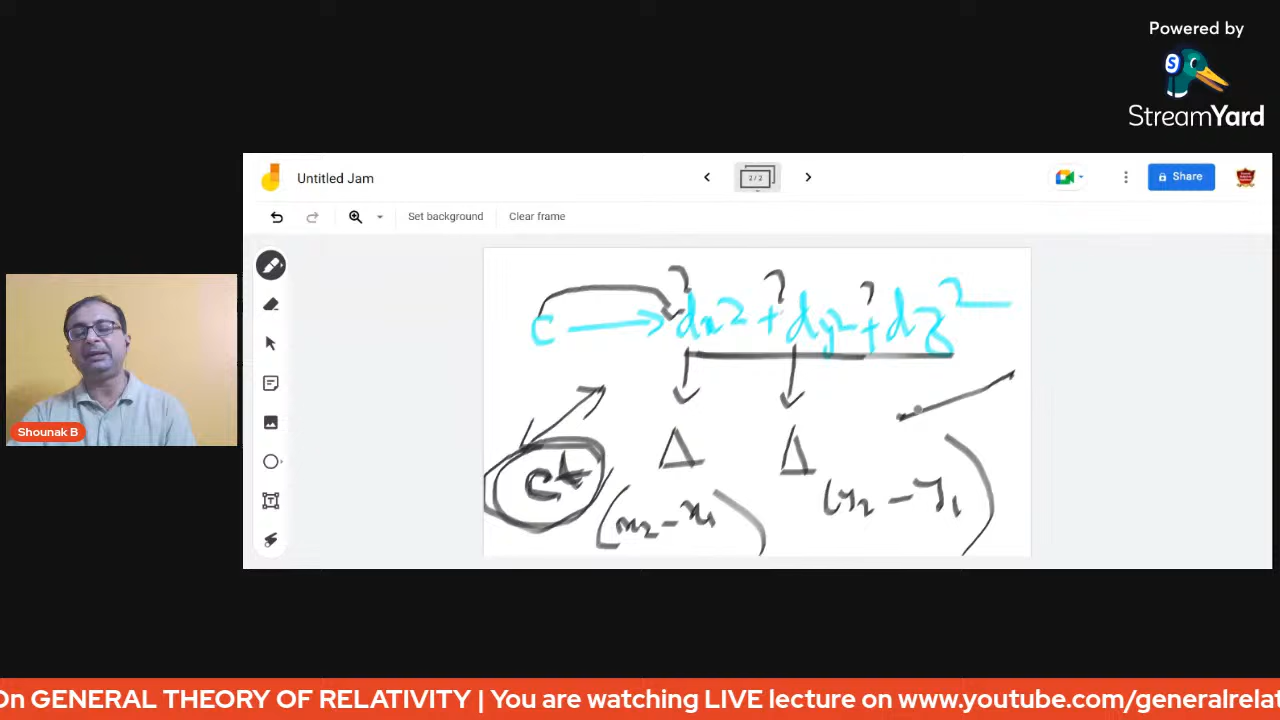 Powered by
StreamYard
Untitled Jam
2/2
Share
Set background
Clear frame
? ? ?
c → dx2 + dy2 + dz2
Δ Δ
ct
(x2 - x1) (y2 - y1)
Shounak B
On GENERAL THEORY OF RELATIVITY | You are watching LIVE lecture on www.youtube.com/generalrelat